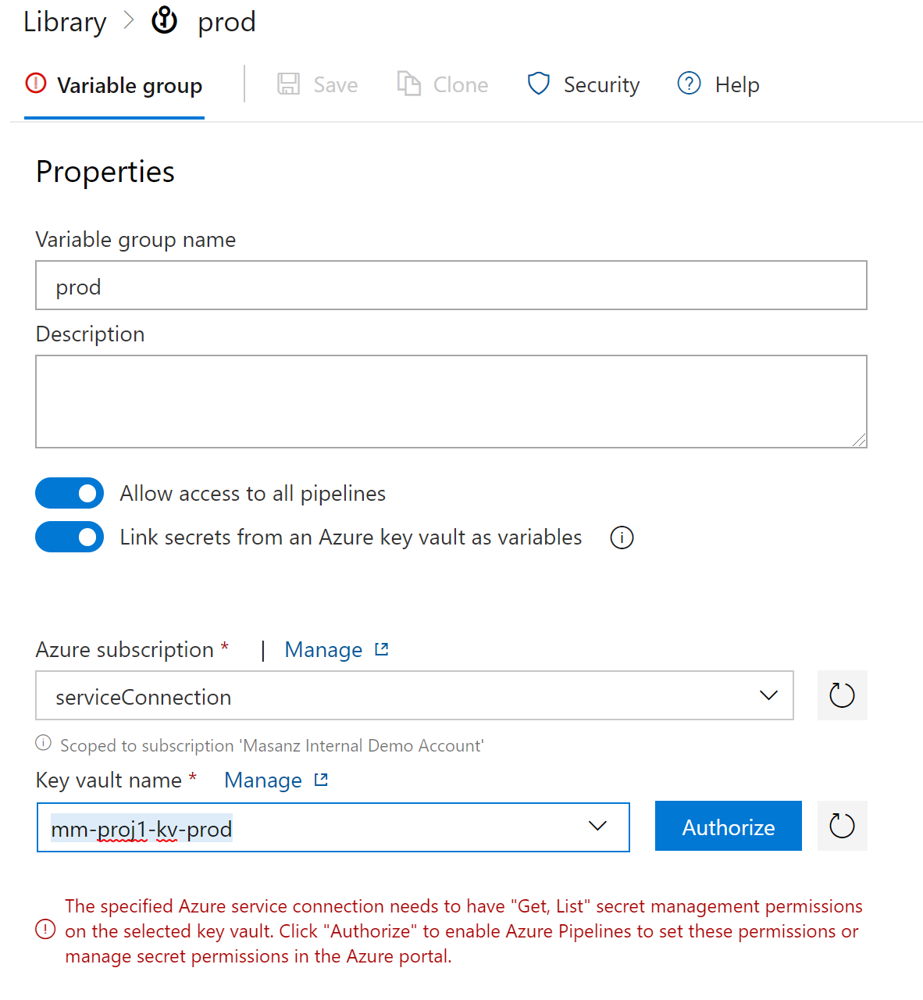 Library > prod
Variable group
Save
Clone
Security
Help
Properties
Variable group name
prod
Description
Allow access to all pipelines
Link secrets from an Azure key vault as variables
Azure subscription * | Manage
serviceConnection
Scoped to subscription 'Masanz Internal Demo Account'
Key vault name * Manage
mm-proj1-kv-prod
Authorize
The specified Azure service connection needs to have "Get, List" secret management permissions
on the selected key vault. Click "Authorize" to enable Azure Pipelines to set these permissions or
manage secret permissions in the Azure portal.